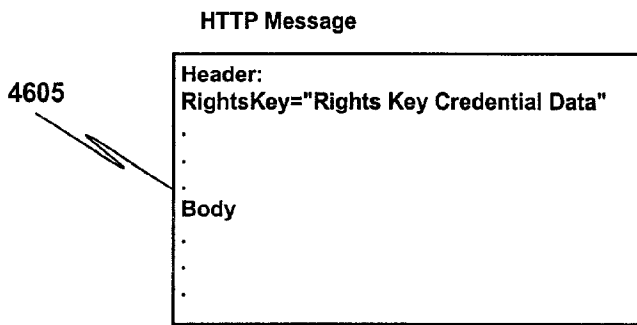 HTTP Message
4605
Header:
RightsKey="Rights Key Credential Data"
.
.
.
Body
.
.
.